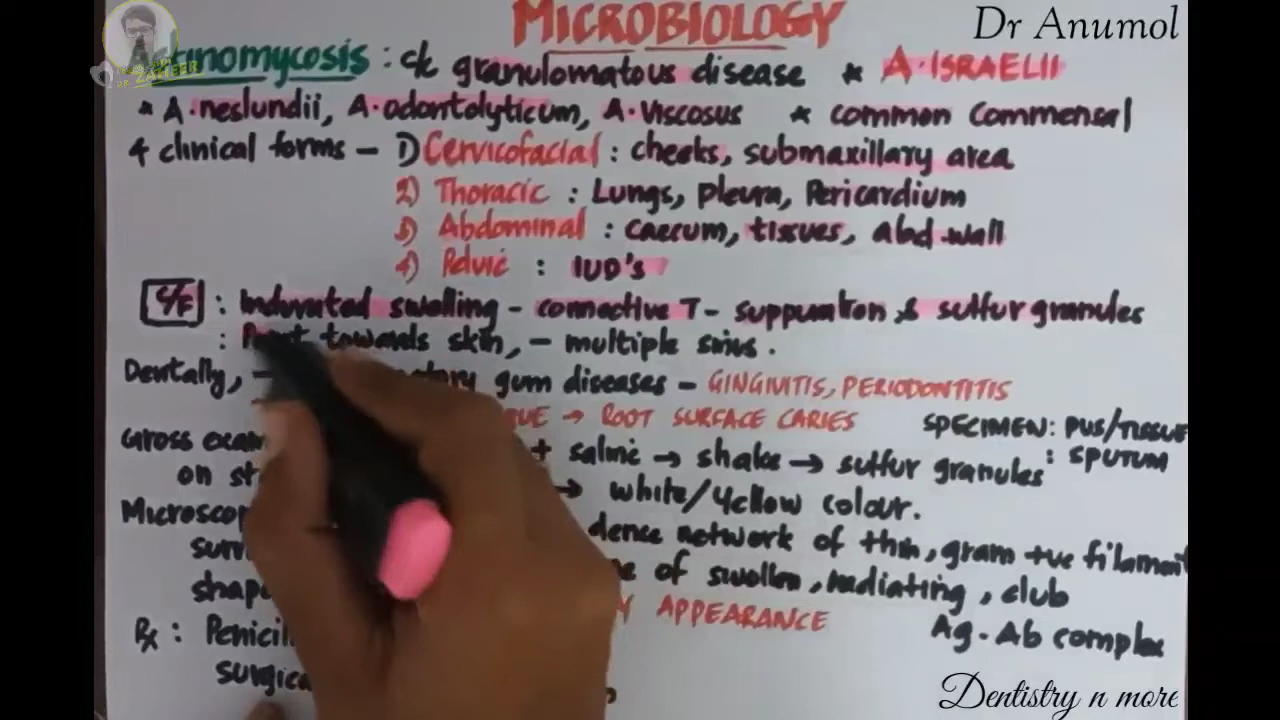 MICROBIOLOGY
Dr Anumol
Actinomycosis : ck granulomatous disease * A. ISRAELII
* A. neslundii, A. odontolyticum, A. Viscosus * common Commensal
4 clinical forms – 1) Cervicofacial : cheeks, submaxillary area
2) Thoracic : Lungs, pleura, Pericardium
3) Abdominal : caecum, tissues, abd. wall
4) Pelvic : IUD's
C/F : Indurated swelling – connective T – suppuration & sulfur granules
: towards skin, – multiple sinus.
Dentally, – gum diseases – GINGIVITIS, PERIODONTITIS
→ ROOT SURFACE CARIES
SPECIMEN : PUS/TISSUE
: SPUTUM
Gross exam + saline → shake → sulfur granules
on → white/yellow colour.
Microscop dence network of thin, gram +ve filament
of swollen, radiating, club
shap APPEARANCE
Ag-Ab complex
Rx : Penicil
surgica
Dentistry n more